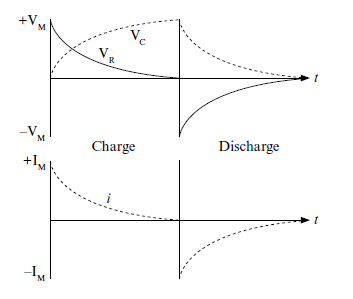 +V_M
V_C
V_R
t
−V_M
Charge
Discharge
+I_M
i
t
−I_M